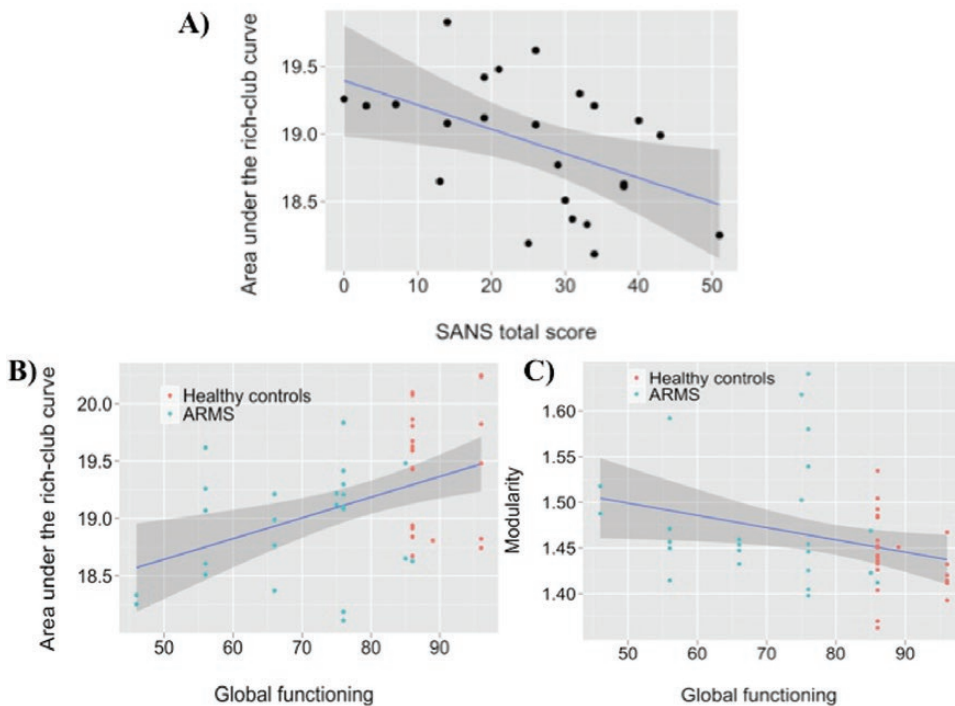 A)
Area under the rich-club curve
19.5
19.0
18.5
0 10 20 30 40 50
SANS total score
B)
Area under the rich-club curve
Healthy controls
ARMS
20.0
19.5
19.0
18.5
50 60 70 80 90
Global functioning
C)
Modularity
Healthy controls
ARMS
1.60
1.55
1.50
1.45
1.40
50 60 70 80 90
Global functioning